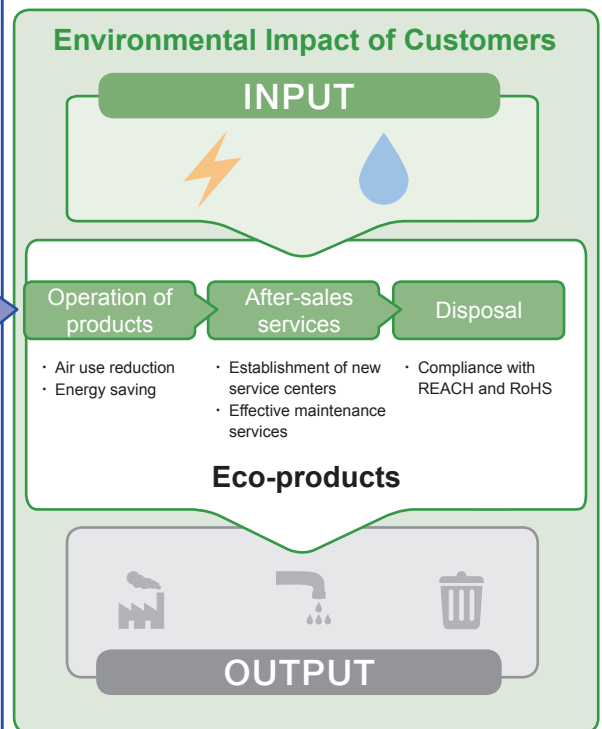 Environmental Impact of Customers
INPUT
Operation of
products
・ Air use reduction
・ Energy saving
After-sales
services
・ Establishment of new
service centers
・ Effective maintenance
services
Disposal
・ Compliance with
REACH and RoHS
Eco-products
OUTPUT